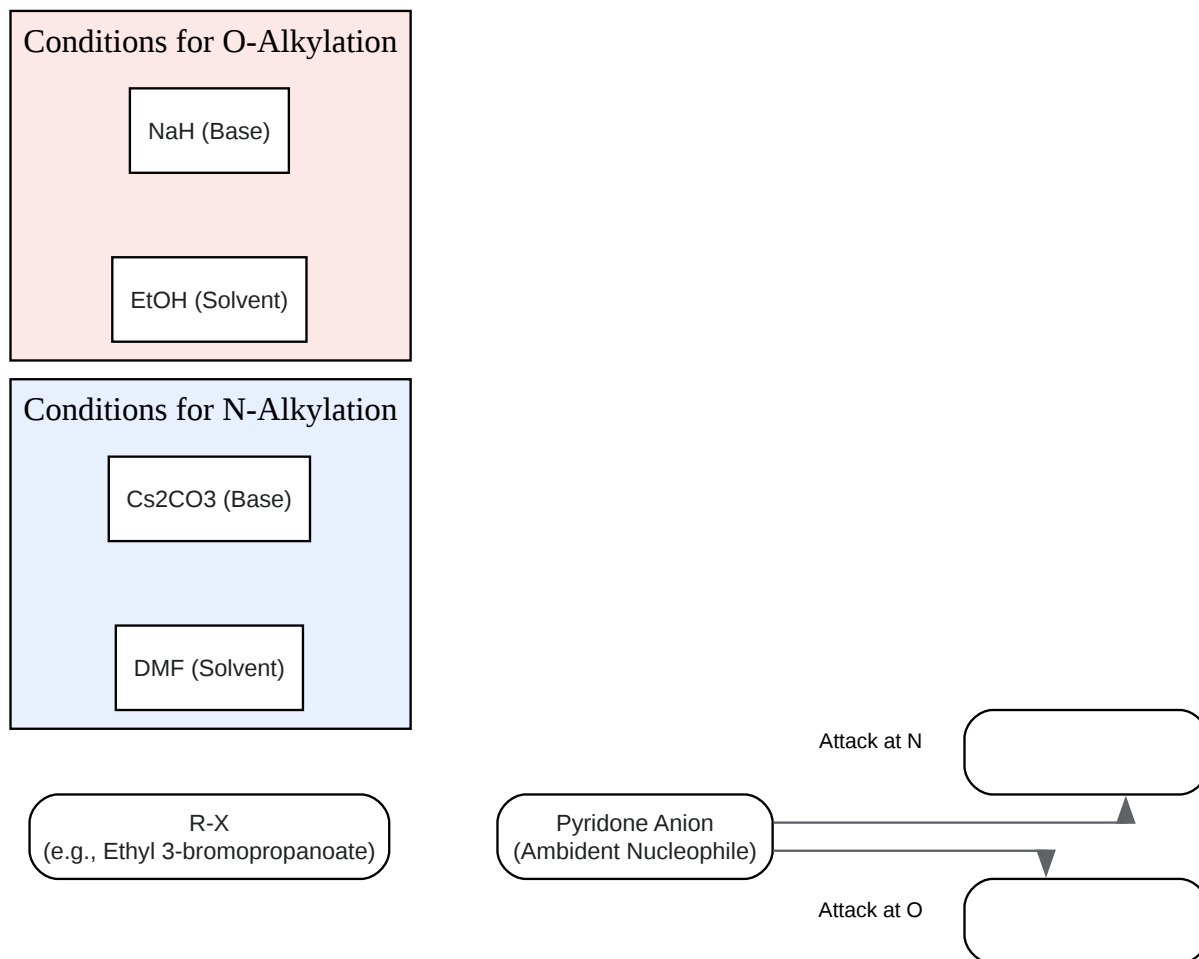 Conditions for O-Alkylation
NaH (Base)
EtOH (Solvent)
Conditions for N-Alkylation
Cs2CO3 (Base)
DMF (Solvent)
Attack at N
R-X
(e.g., Ethyl 3-bromopropanoate)
Pyridone Anion
(Ambident Nucleophile)
Attack at O